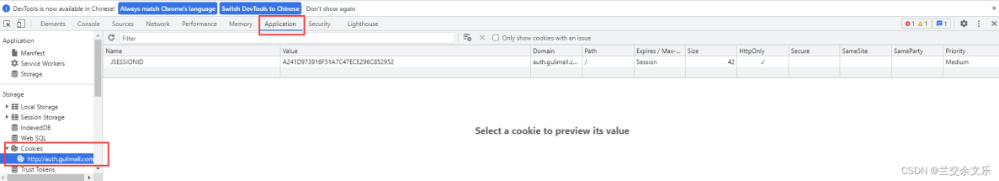 DevTools is now available in Chinese! Always match Chrome's language Switch DevTools to Chinese Don't show again
Elements Console Sources Network Performance Memory Application Security Lighthouse 1 1 1
Application
Manifest
Service Workers
Storage
Storage
Local Storage
Session Storage
IndexedDB
Web SQL
Cookies
http://auth.gulimall.com
Trust Tokens
Filter Only show cookies with an issue
Name Value Domain Path Expires / Max-... Size HttpOnly Secure SameSite SameParty Priority
JSESSIONID A241D973916F51A7C47ECE296C852952 auth.gulimall.c... / Session 42 ✓ Medium
Select a cookie to preview its value
CSDN @兰交余文乐